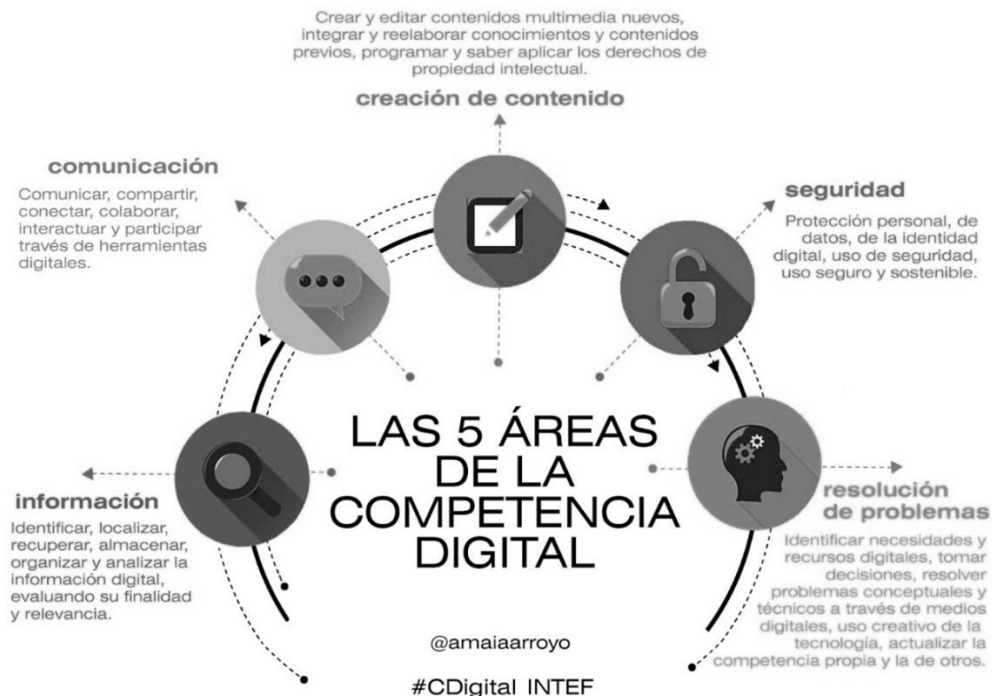 Crear y editar contenidos multimedia nuevos,
integrar y reelaborar conocimientos y contenidos
previos, programar y saber aplicar los derechos de
propiedad intelectual.
creación de contenido
comunicación
Comunicar, compartir,
conectar, colaborar,
interactuar y participar
través de herramientas
digitales.
seguridad
Protección personal, de
datos, de la identidad
digital, uso de seguridad,
uso seguro y sostenible.
información
Identificar, localizar,
recuperar, almacenar,
organizar y analizar la
información digital,
evaluando su finalidad
y relevancia.
LAS 5 ÁREAS
DE LA
COMPETENCIA
DIGITAL
resolución
de problemas
Identificar necesidades y
recursos digitales, tomar
decisiones, resolver
problemas conceptuales y
técnicos a través de medios
digitales, uso creativo de la
tecnología, actualizar la
competencia propia y la de otros.
@amaiaarroyo
#CDigital INTEF